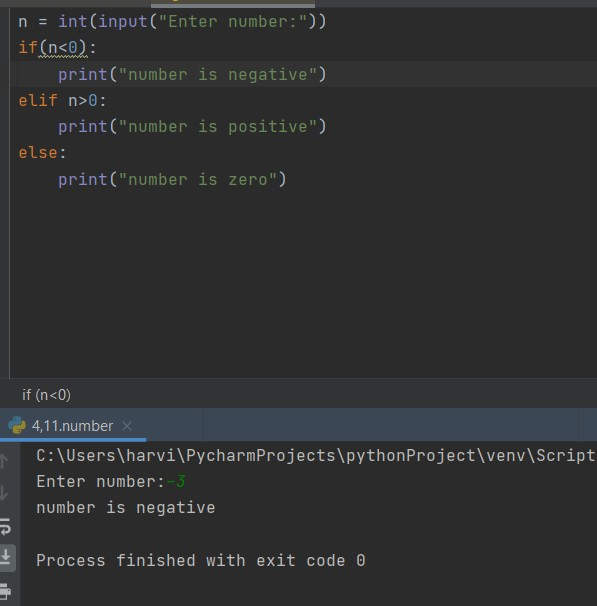 n = int(input("Enter number:"))
if(n<0):
    print("number is negative")
elif n>0:
    print("number is positive")
else:
    print("number is zero")
if (n<0)
4,11.number
C:\Users\harvi\PycharmProjects\pythonProject\venv\Script
Enter number:-3
number is negative
Process finished with exit code 0